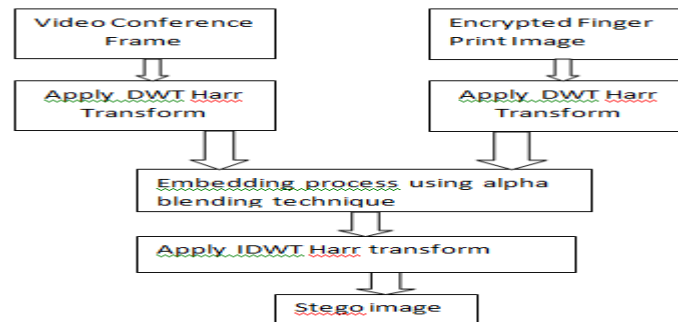 Video Conference
Frame
Encrypted Finger
Print Image
Apply DWT Harr
Transform
Apply DWT Harr
Transform
Embedding process using alpha
blending technique
Apply IDWT Harr transform
Stego image